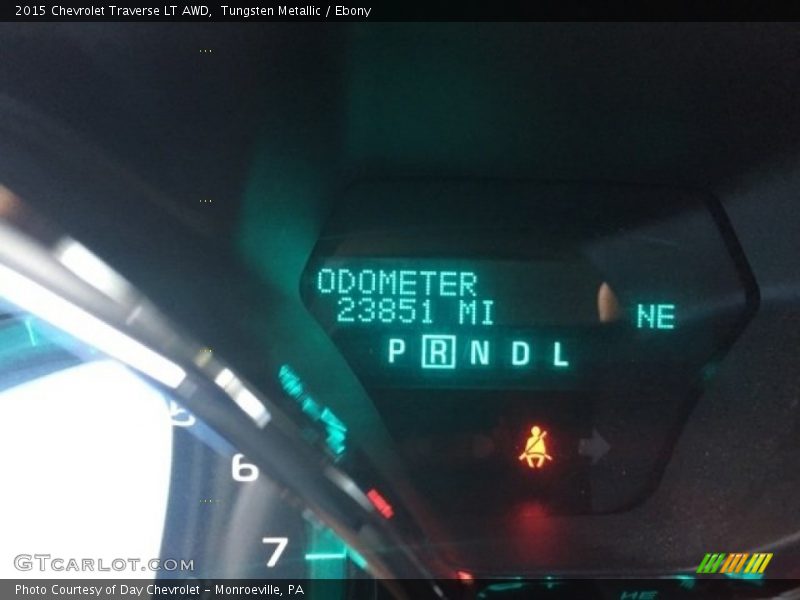 2015 Chevrolet Traverse LT AWD, Tungsten Metallic / Ebony
ODOMETER
23851 MI
NE
P R N D L
6
7
GTCARLOT.COM
Photo Courtesy of Day Chevrolet - Monroeville, PA